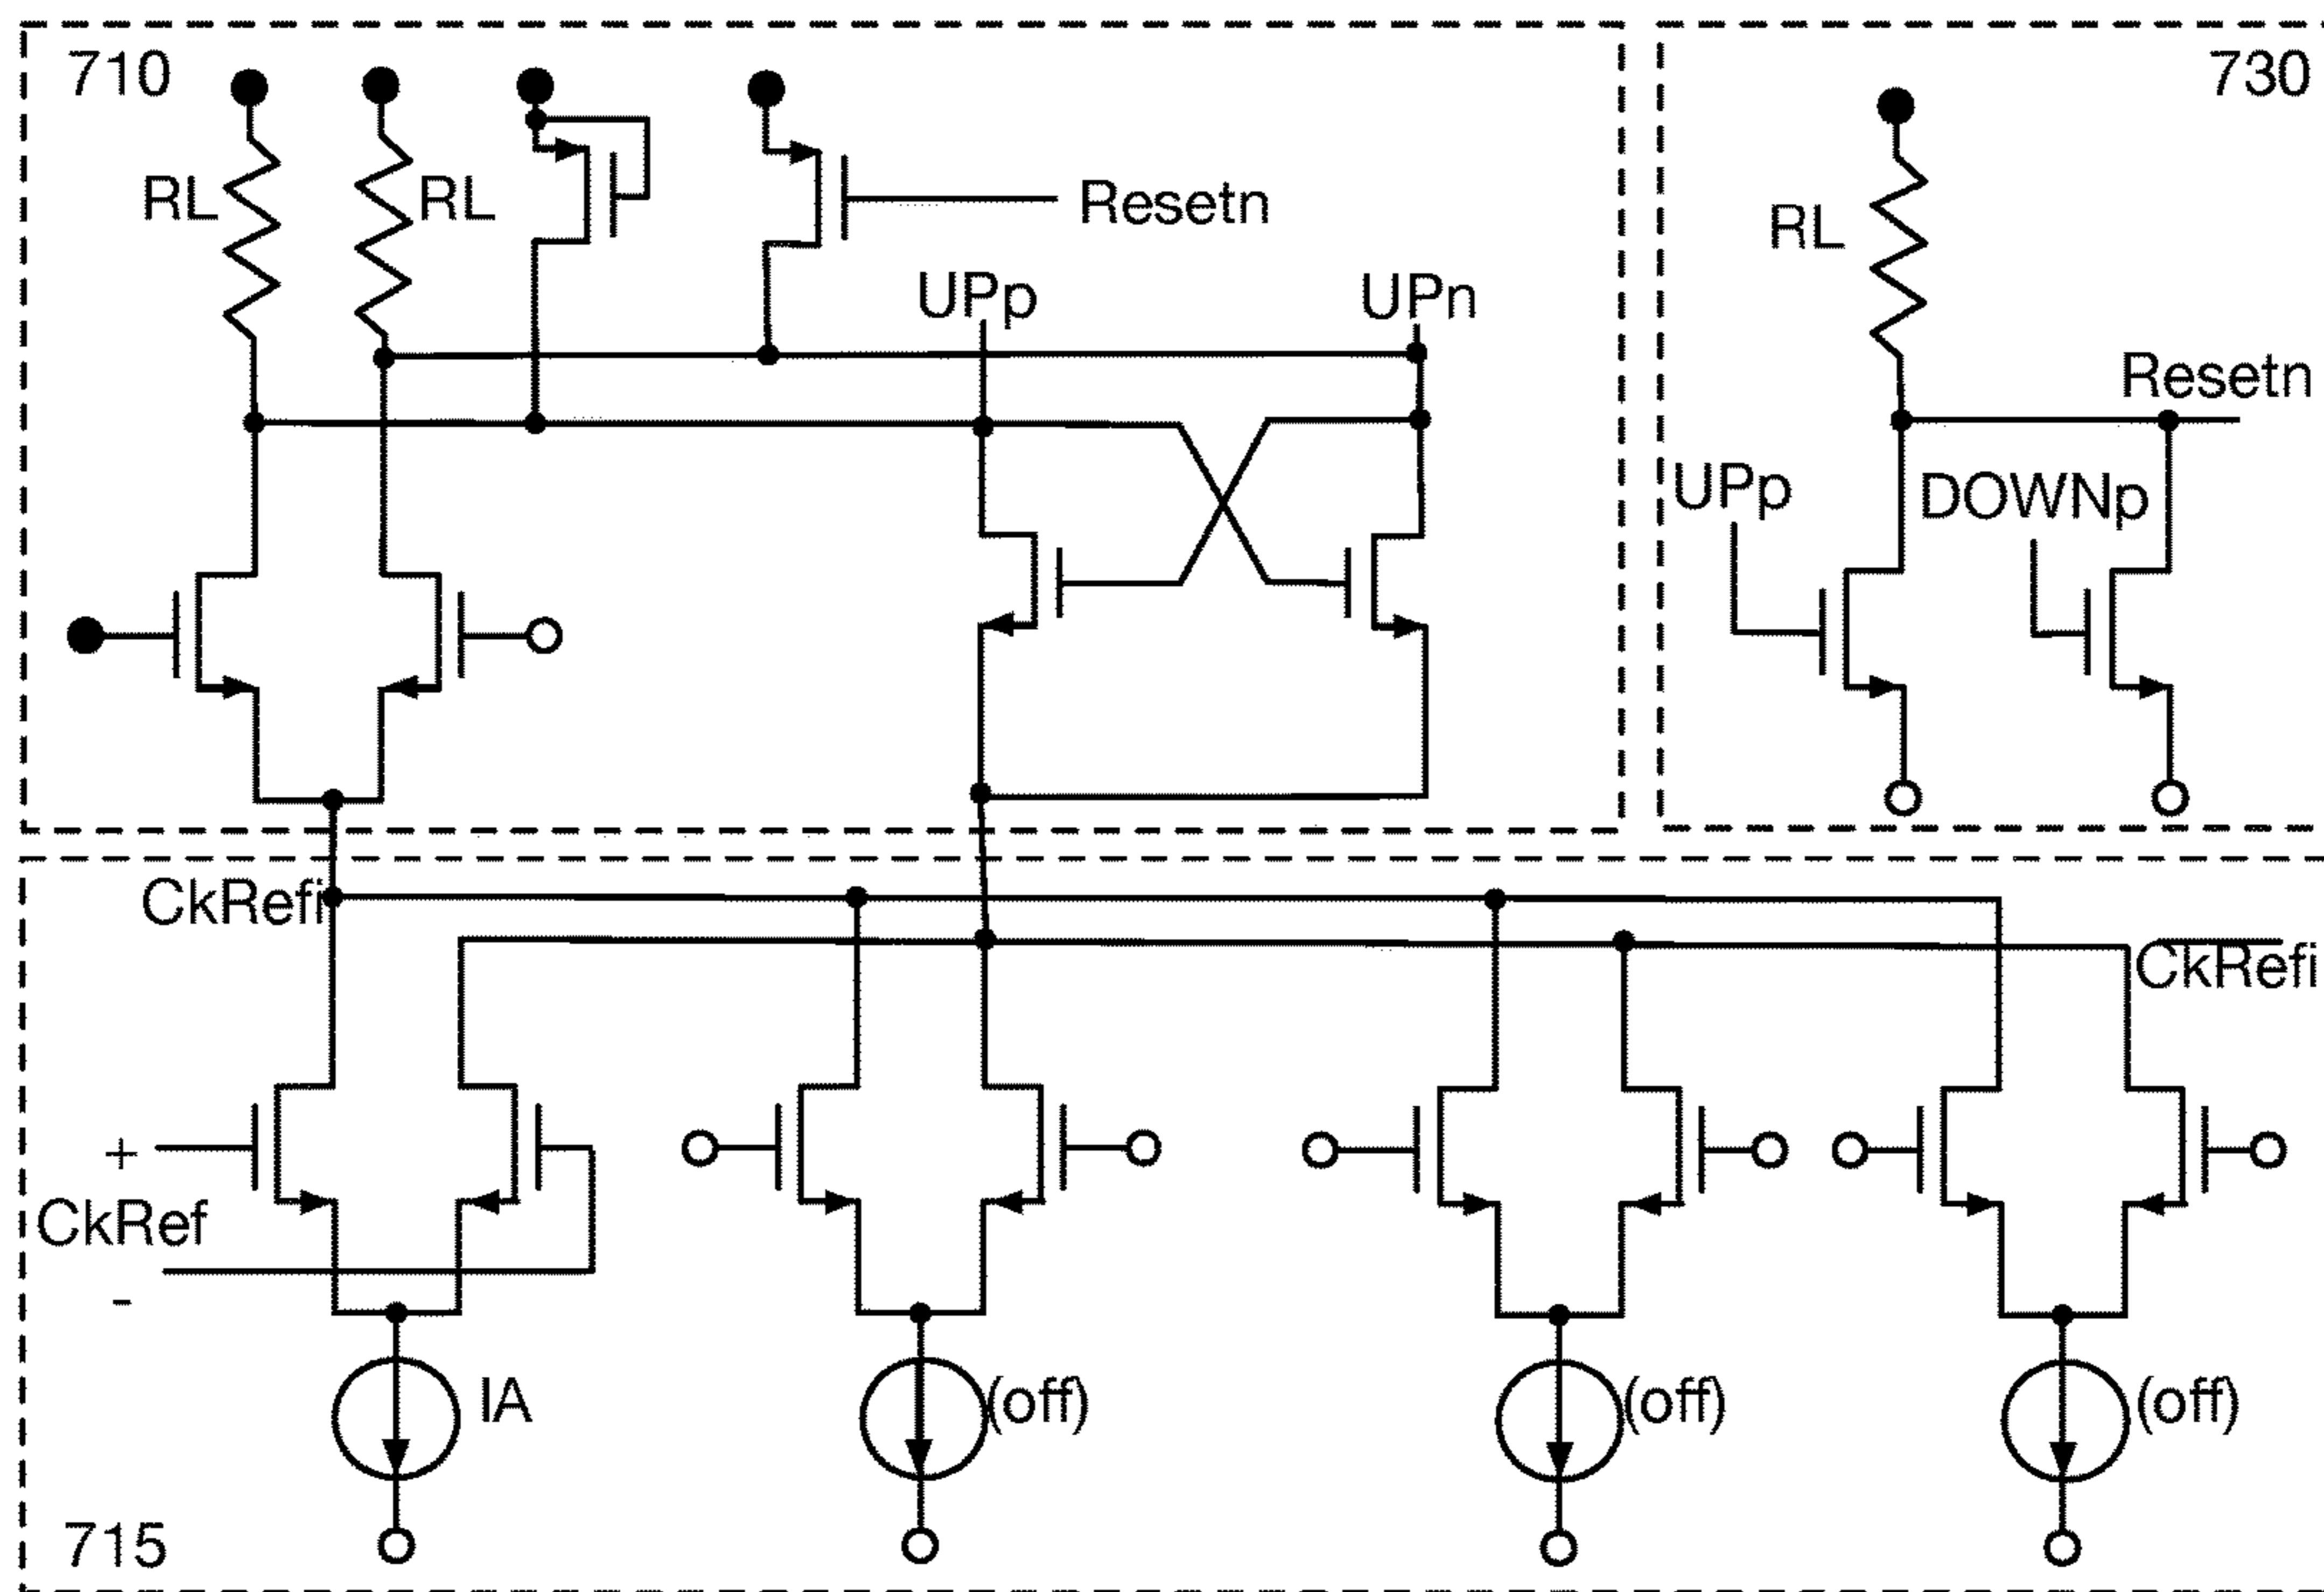 710
730
RL
RL
Resetn
RL
UPp
UPn
Resetn
UPp
DOWNp
CkRefi
CkRefi
+
CkRef
-
IA
(off)
(off)
(off)
715